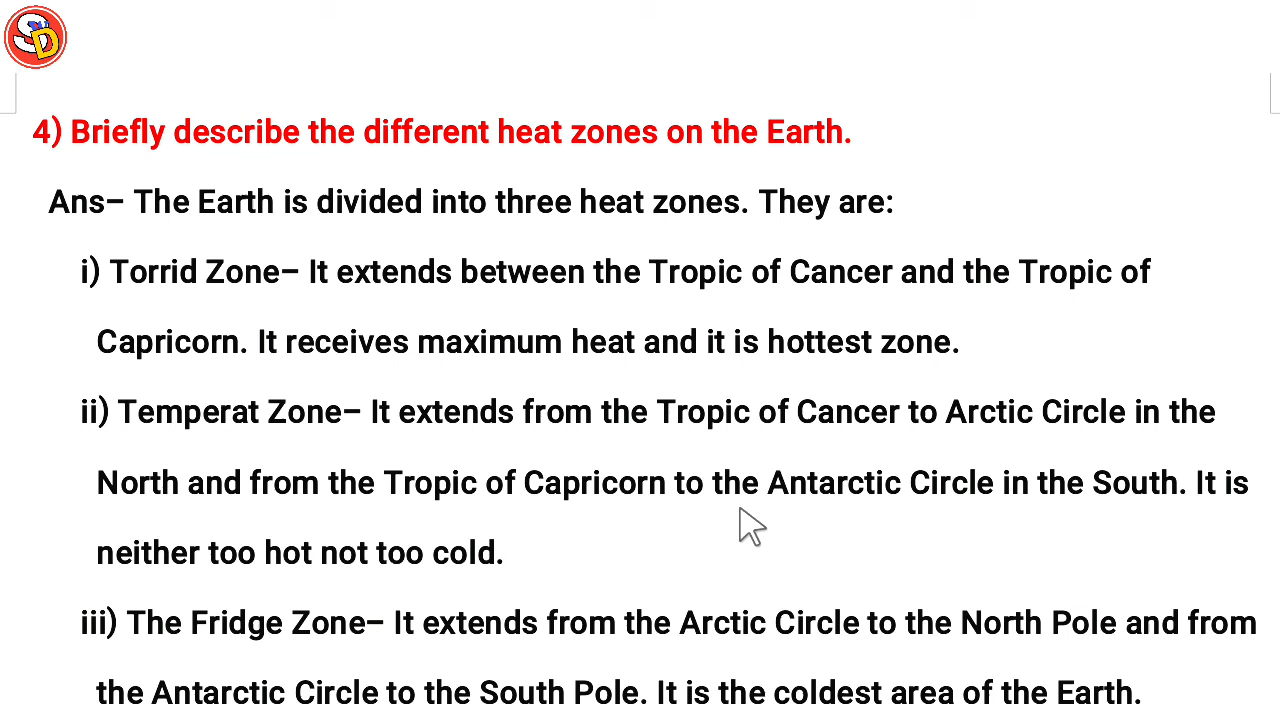 SD
4) Briefly describe the different heat zones on the Earth.
Ans– The Earth is divided into three heat zones. They are:
i) Torrid Zone– It extends between the Tropic of Cancer and the Tropic of
Capricorn. It receives maximum heat and it is hottest zone.
ii) Temperat Zone– It extends from the Tropic of Cancer to Arctic Circle in the
North and from the Tropic of Capricorn to the Antarctic Circle in the South. It is
neither too hot not too cold.
iii) The Fridge Zone– It extends from the Arctic Circle to the North Pole and from
the Antarctic Circle to the South Pole. It is the coldest area of the Earth.